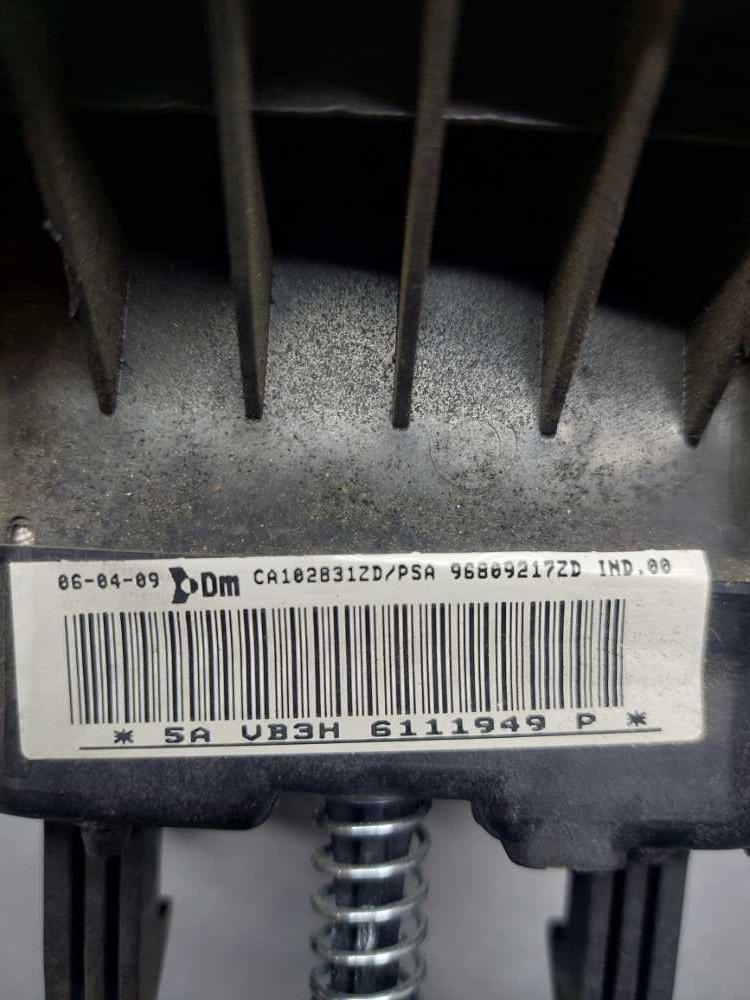 06-04-09 Dm CA102831ZD/PSA 96809217ZD IND.00
* 5A VB3H 6111949 P *